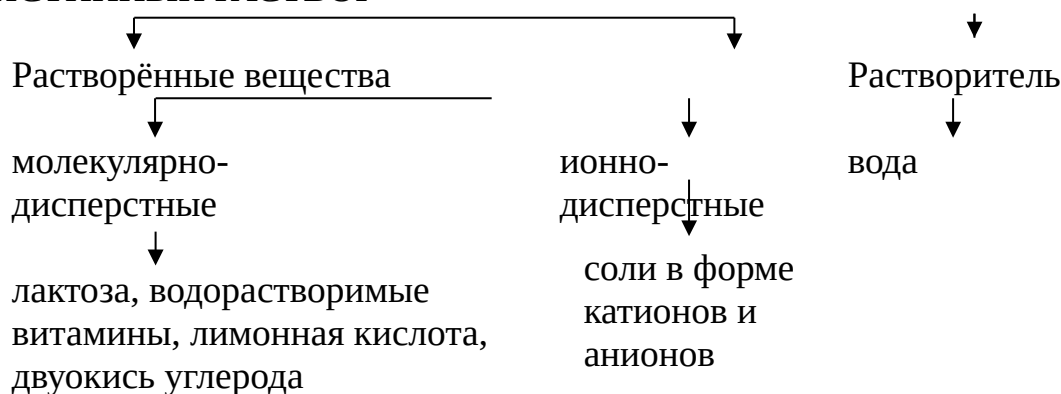 Растворённые вещества
Растворитель
молекулярно-
дисперстные
ионно-
дисперстные
вода
лактоза, водорастворимые
витамины, лимонная кислота,
двуокись углерода
соли в форме
катионов и
анионов